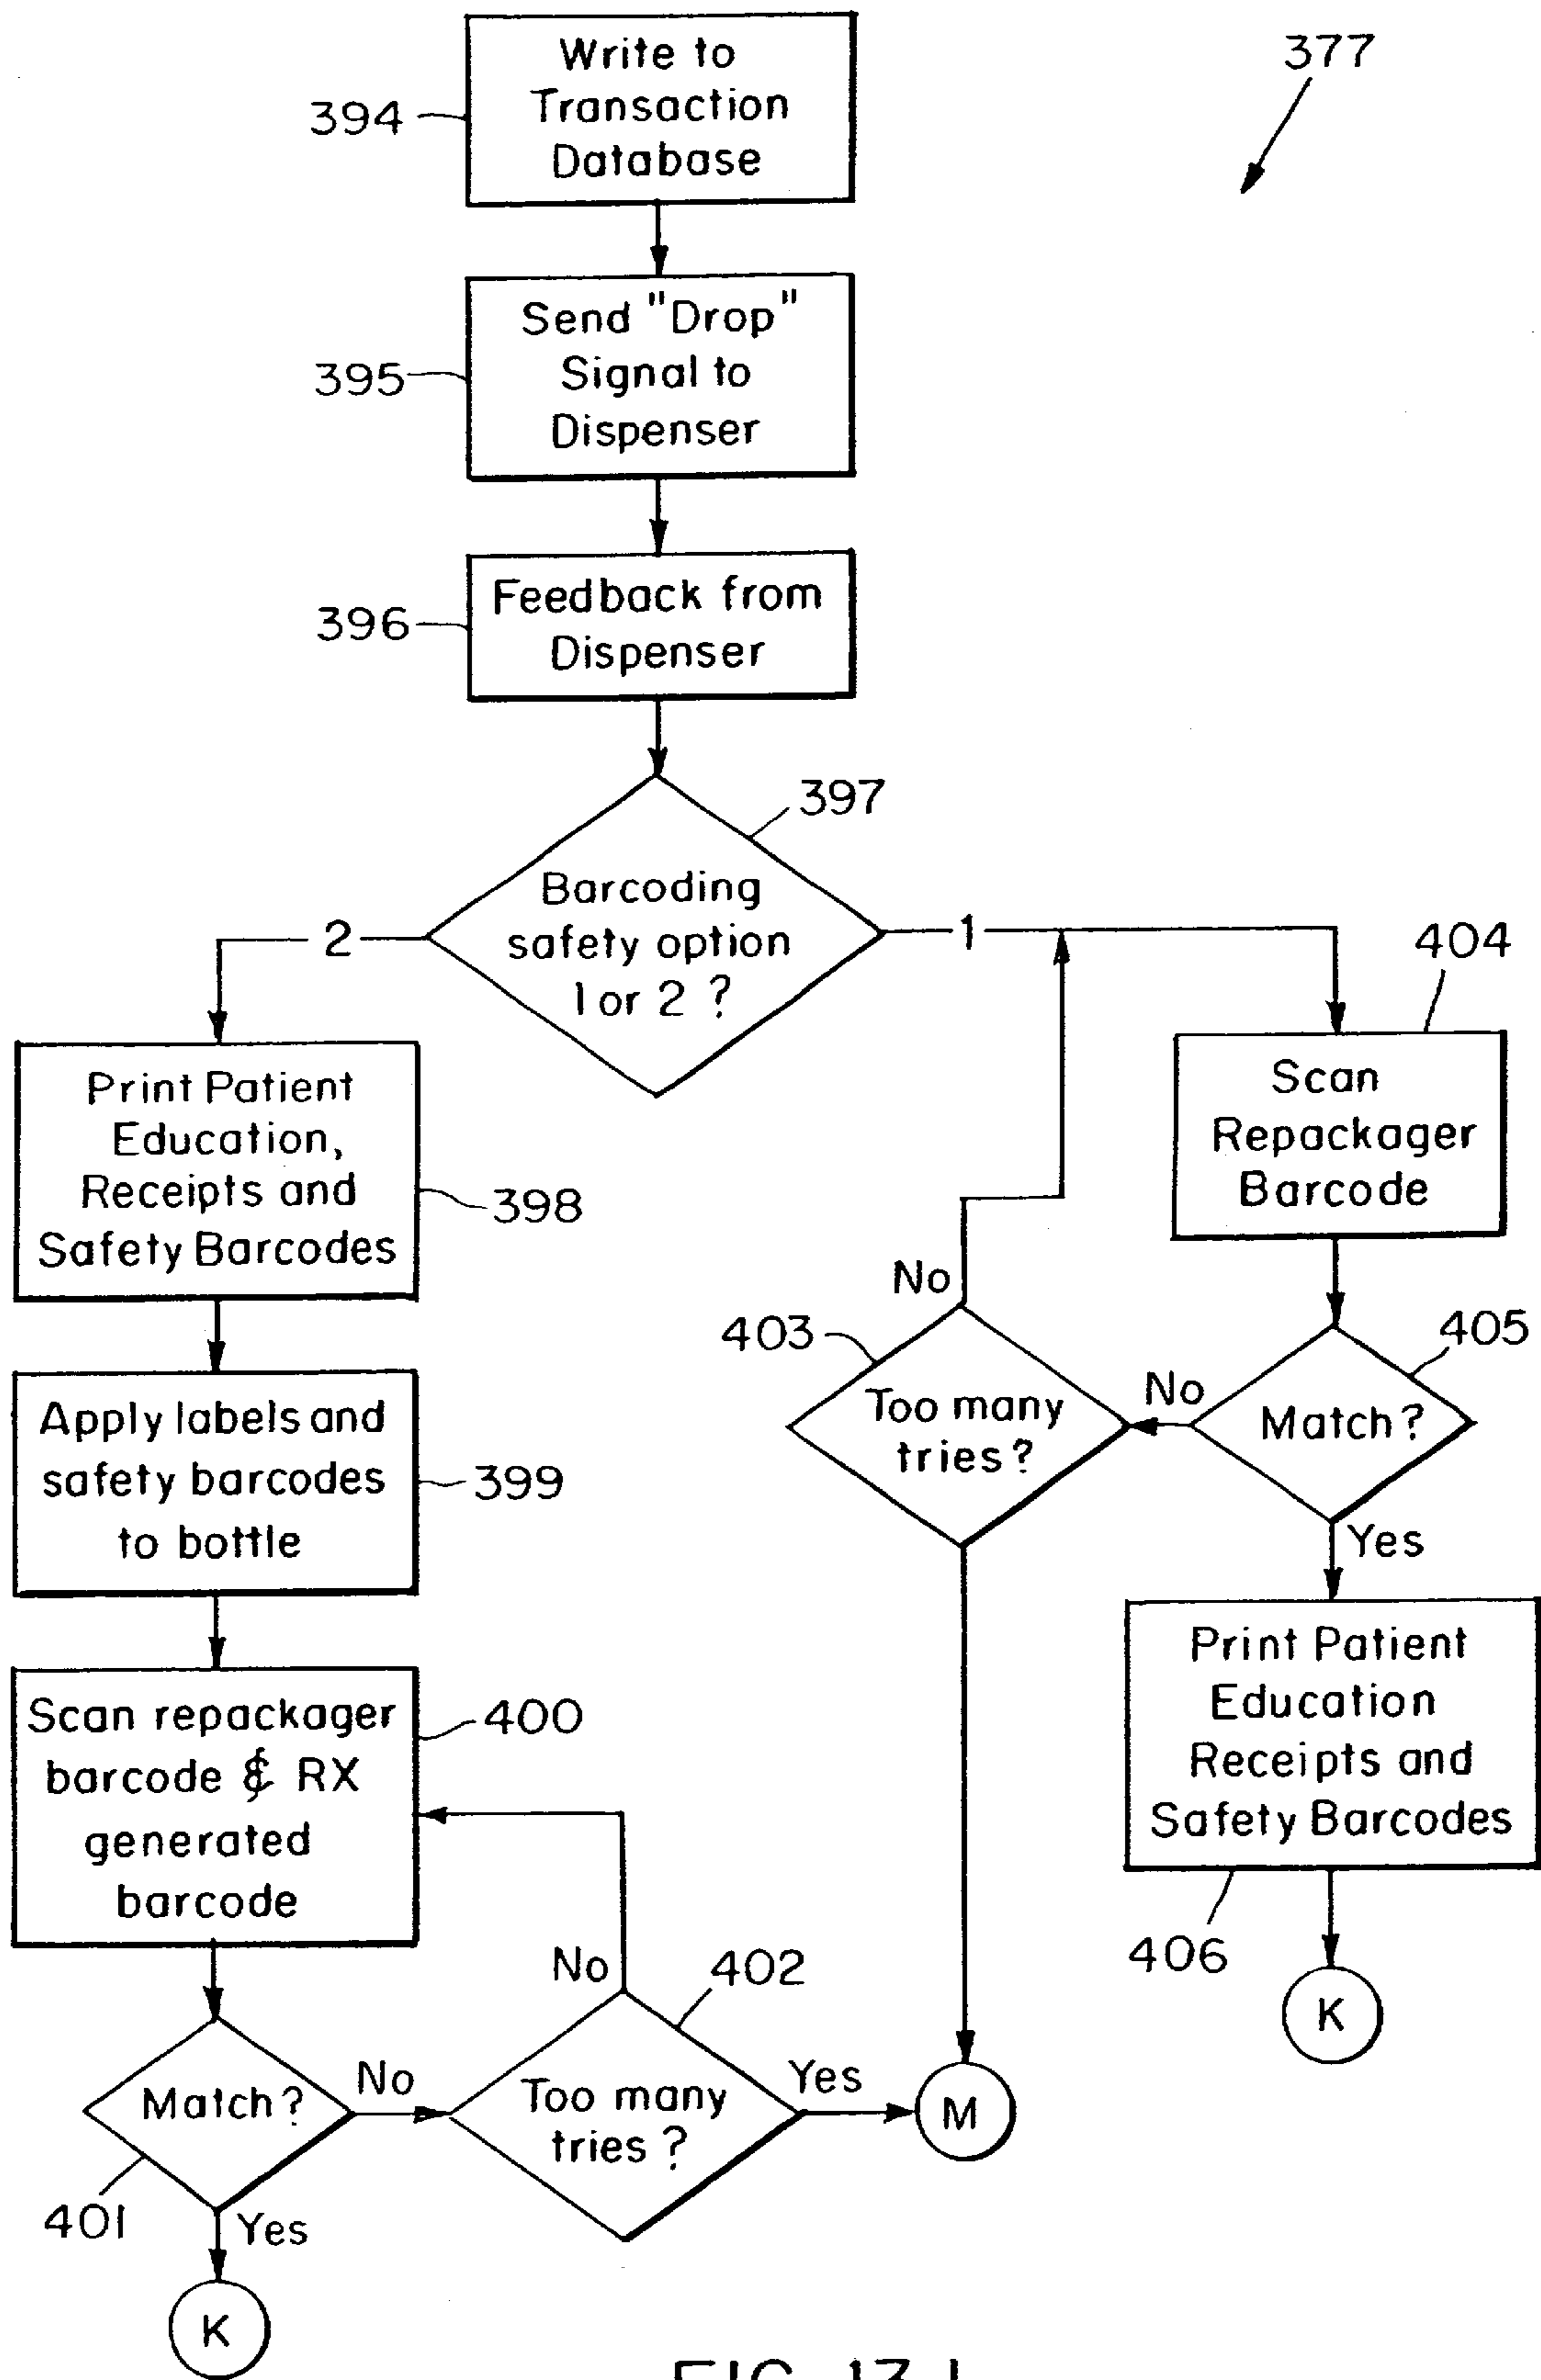 377
Write to
Transaction
Database
394
Send "Drop"
Signal to
Dispenser
395
Feedback from
Dispenser
396
397
Barcoding
safety option
1 or 2 ?
2
1
404
Print Patient
Education,
Receipts and
Safety Barcodes
398
Scan
Repackager
Barcode
No
403
Too many
tries?
No
405
Match?
Yes
Apply labels and
safety barcodes
to bottle
399
Print Patient
Education
Receipts and
Safety Barcodes
406
K
Scan repackager
barcode & RX
generated
barcode
400
No
402
Match?
No
401
Yes
Too many
tries ?
Yes
M
K